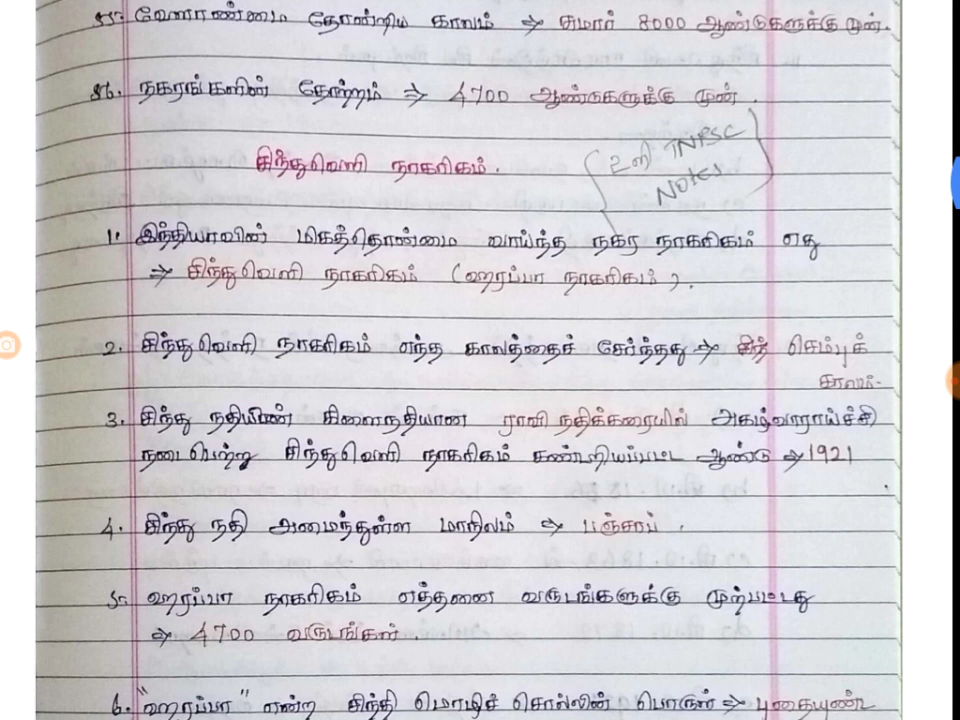 85. வேளாண்மை தோன்றிய காலம் ⇒ சுமார் 8000 ஆண்டுகளுக்கு முன்.
86. நகரங்களின் தோற்றம் ⇒ 4700 ஆண்டுகளுக்கு முன்.
சிந்துவெளி நாகரிகம்.
உளி TNPSC
NOTES
1. இந்தியாவின் மிகத்தொண்மை வாய்ந்த நகர நாகரிகம் எது
⇒ சிந்துவெளி நாகரிகம் (ஹரப்பா நாகரிகம்).
2. சிந்துவெளி நாகரிகம் எந்த காலத்தைச் சேர்ந்தது ⇒ செம்புக்
காலம்.
3. சிந்து நதியின் கிளைநதியான ராவி நதிக்கரையில் அகழ்வாராய்ச்சி
நடைபெற்று சிந்துவெளி நாகரிகம் கண்டறியப்பட்ட ஆண்டு ⇒ 1921
4. சிந்து நதி அமைந்துள்ள மாநிலம் ⇒ பஞ்சாப்.
5. ஹரப்பா நாகரிகம் எத்தனை வருடங்களுக்கு முற்பட்டது
⇒ 4700 வருடங்கள்.
6. "ஹரப்பா" என்ற சிந்தி மொழிச் சொல்லின் பொருள் ⇒ புதையுண்ட